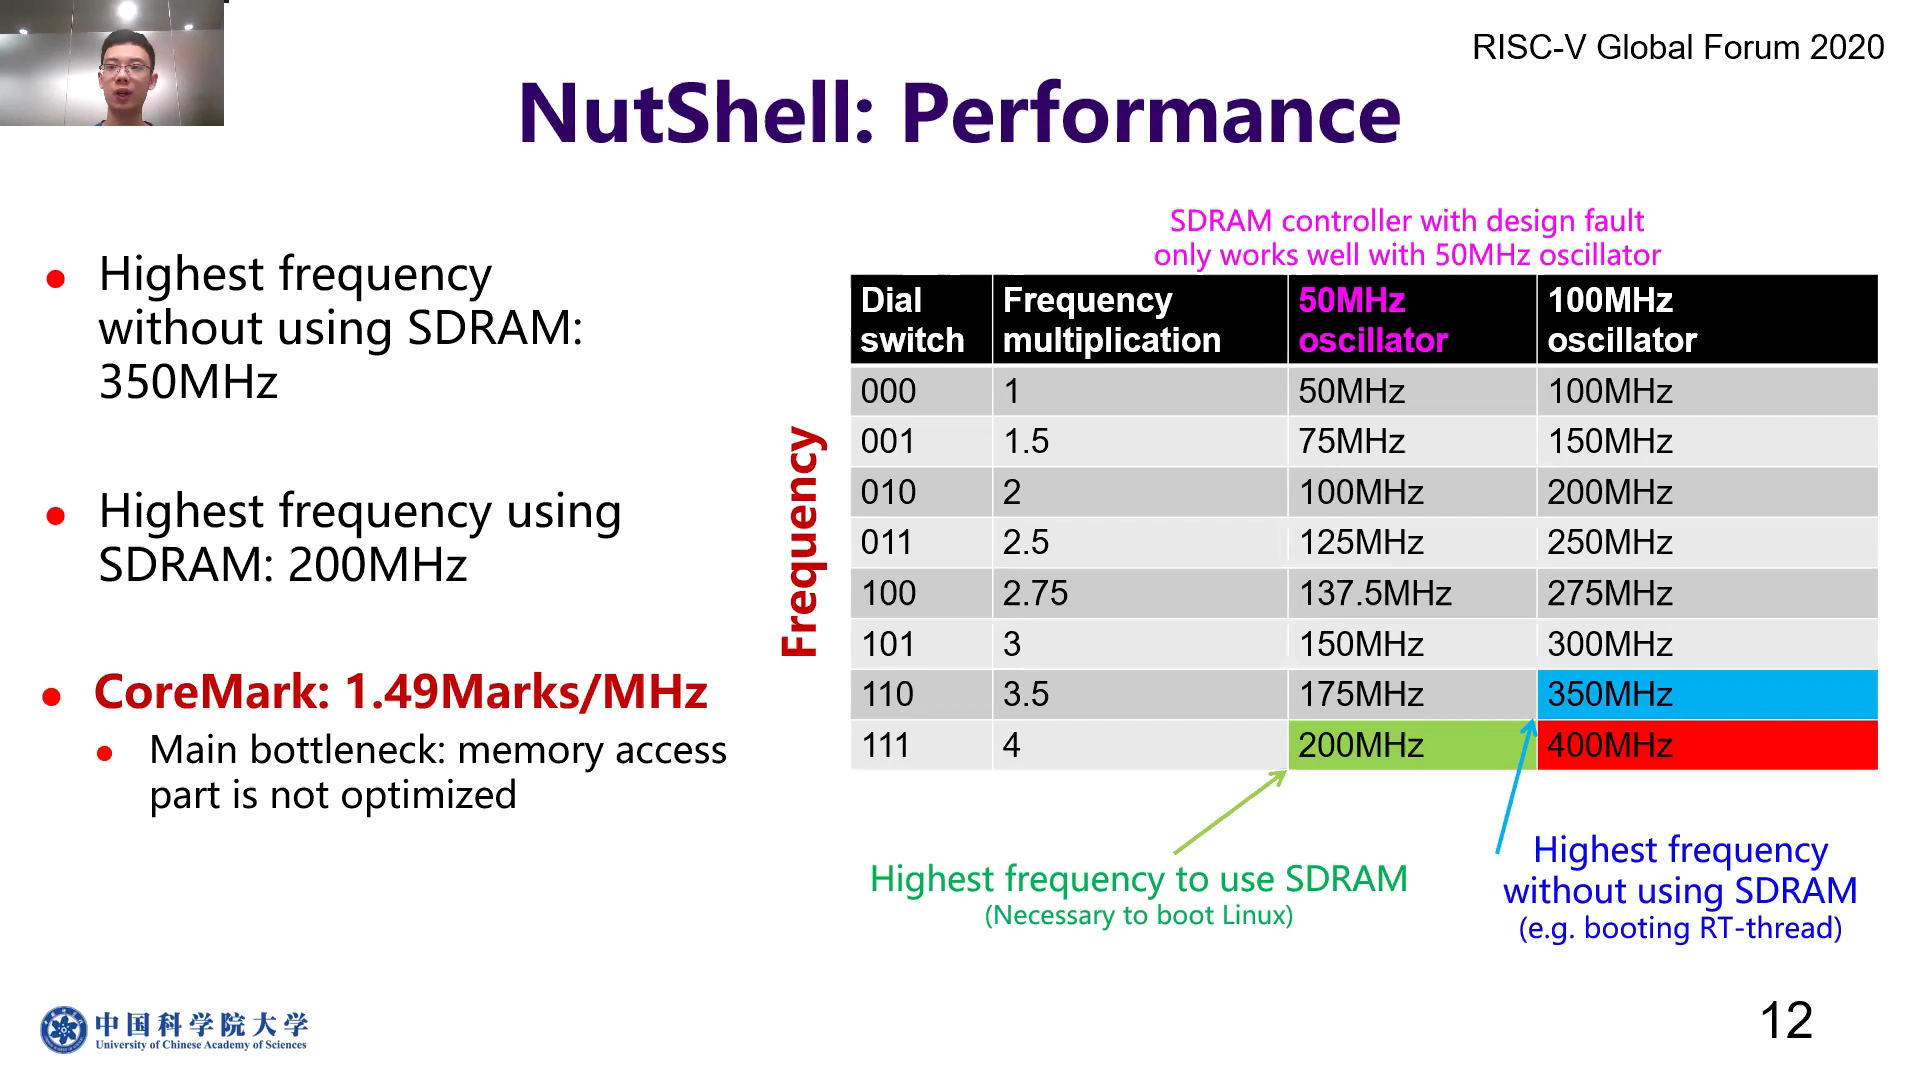 RISC-V Global Forum 2020
NutShell: Performance
● Highest frequency
without using SDRAM:
350MHz
● Highest frequency using
SDRAM: 200MHz
● CoreMark: 1.49Marks/MHz
● Main bottleneck: memory access
part is not optimized
SDRAM controller with design fault
only works well with 50MHz oscillator
Frequency
Dial switch Frequency multiplication 50MHz oscillator 100MHz oscillator
000 1 50MHz 100MHz
001 1.5 75MHz 150MHz
010 2 100MHz 200MHz
011 2.5 125MHz 250MHz
100 2.75 137.5MHz 275MHz
101 3 150MHz 300MHz
110 3.5 175MHz 350MHz
111 4 200MHz 400MHz
Highest frequency to use SDRAM
(Necessary to boot Linux)
Highest frequency
without using SDRAM
(e.g. booting RT-thread)
中国科学院大学
University of Chinese Academy of Sciences
12